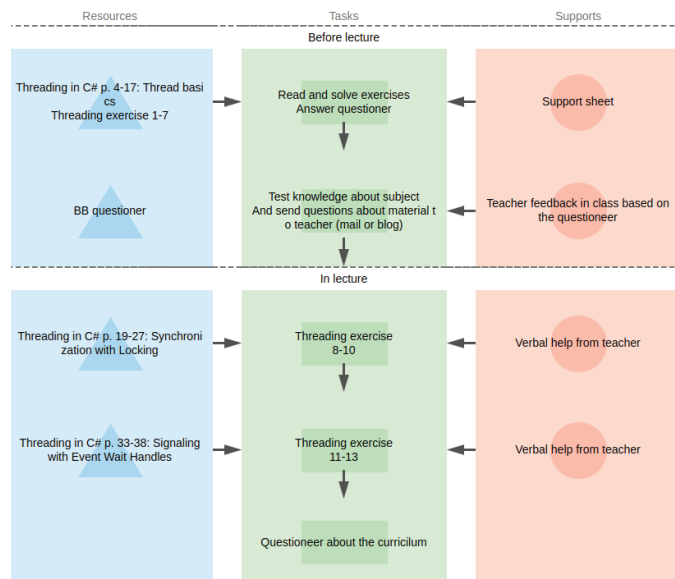 Resources
Tasks
Supports
Before lecture
Threading in C# p. 4-17: Thread basi
cs
Threading exercise 1-7
Read and solve exercises
Answer questioner
Support sheet
BB questioner
Test knowledge about subject
And send questions about material t
o teacher (mail or blog)
Teacher feedback in class based on
the questioneer
In lecture
Threading in C# p. 19-27: Synchroni
zation with Locking
Threading exercise
8-10
Verbal help from teacher
Threading in C# p. 33-38: Signaling
with Event Wait Handles
Threading exercise
11-13
Verbal help from teacher
Questioneer about the curicilum